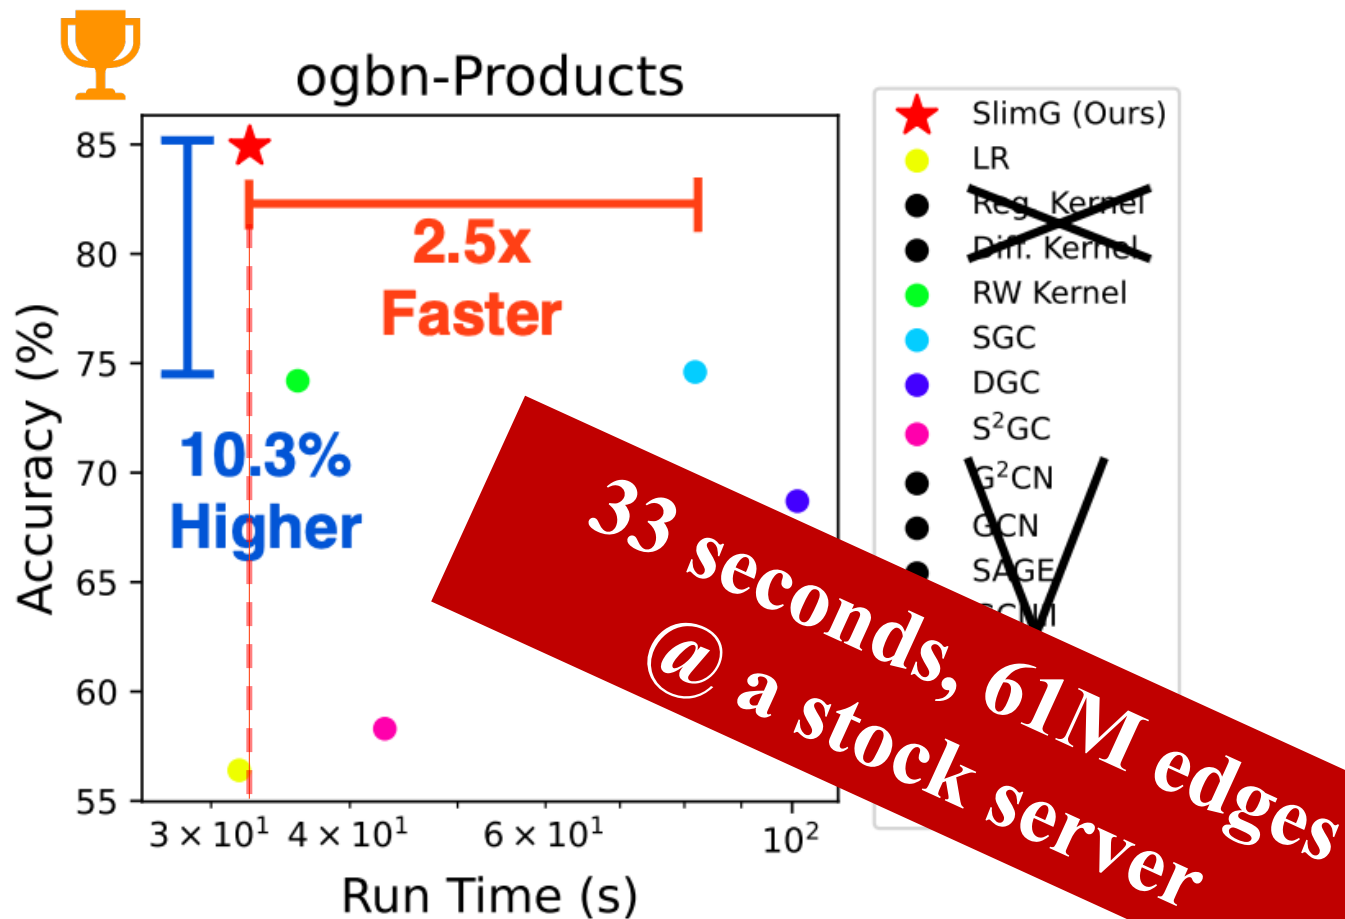 ogbn-Products
85
80
75
70
65
60
55
Accuracy (%)
2.5x
Faster
10.3%
Higher
3 × 10¹
4 × 10¹
6 × 10¹
10²
Run Time (s)
SlimG (Ours)
LR
Reg. Kernel
Diff. Kernel
RW Kernel
SGC
DGC
S²GC
G²CN
GCN
SAGE
33 seconds, 61M edges
@ a stock server